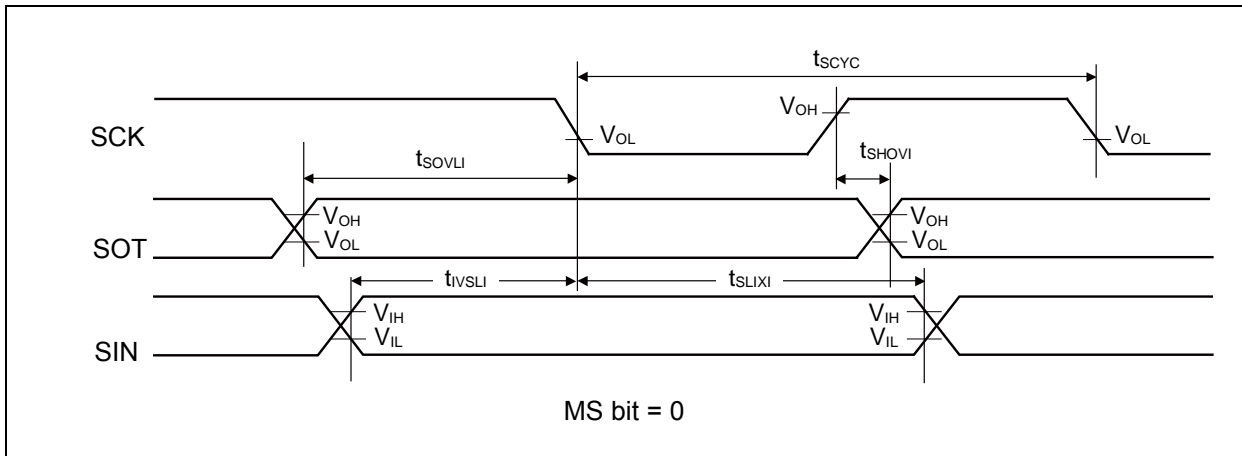 tSCYC
VOH
SCK
VOL
VOL
tSHOVI
tSOVLI
VOH
VOH
SOT
VOL
VOL
tIVSLI
tSLIXI
VIH
VIH
SIN
VIL
VIL
MS bit = 0